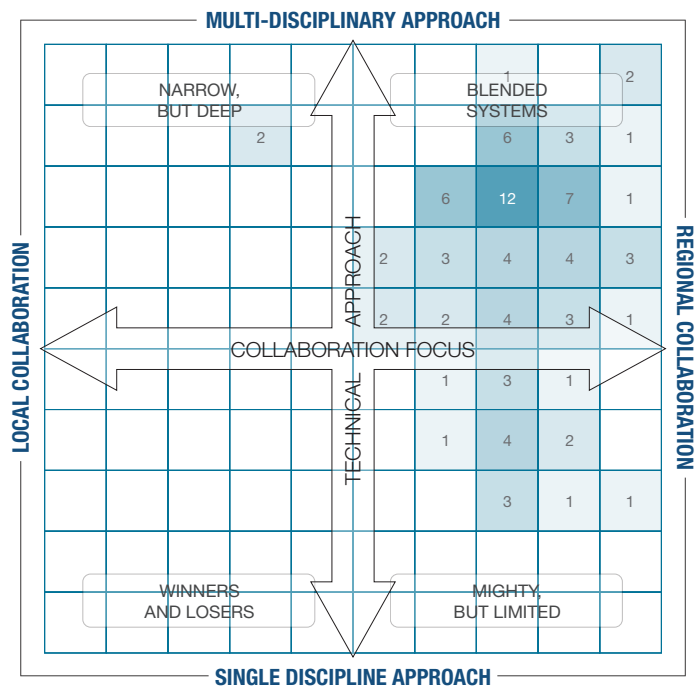 MULTI-DISCIPLINARY APPROACH
1 2
NARROW,
BUT DEEP
BLENDED
SYSTEMS
2 6 3 1
6 12 7 1
2 3 4 4 3
2 2 4 3 1
LOCAL COLLABORATION
REGIONAL COLLABORATION
TECHNICAL APPROACH
COLLABORATION FOCUS
1 3 1
1 4 2
3 1 1
WINNERS
AND LOSERS
MIGHTY,
BUT LIMITED
SINGLE DISCIPLINE APPROACH